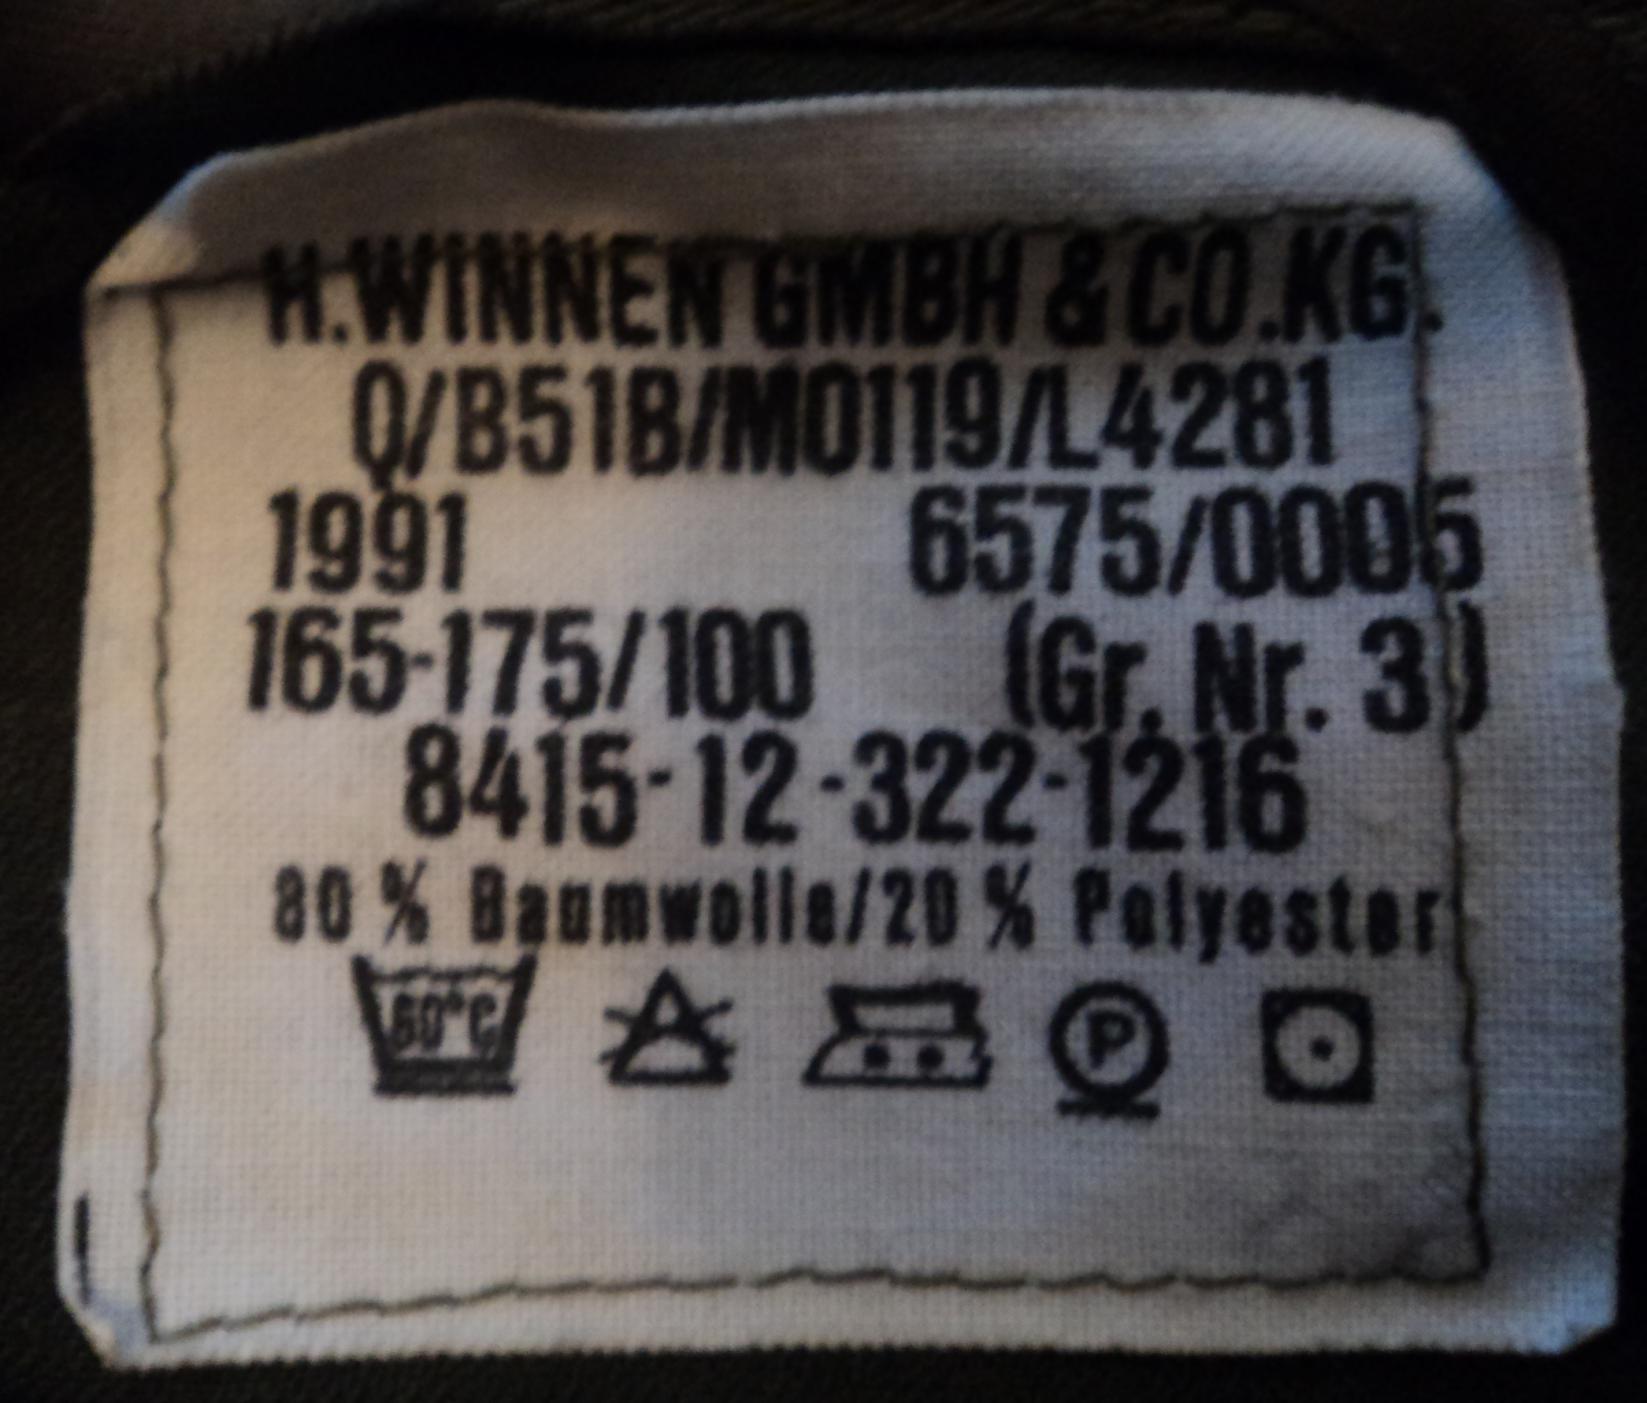 H.WINNEN GMBH & CO.KG.
Q/B51B/M0119/L4281
1991 6575/0005
165-175/100 (Gr. Nr. 3)
8415-12-322-1216
80 % Baumwolle/20 % Polyester
60°C P